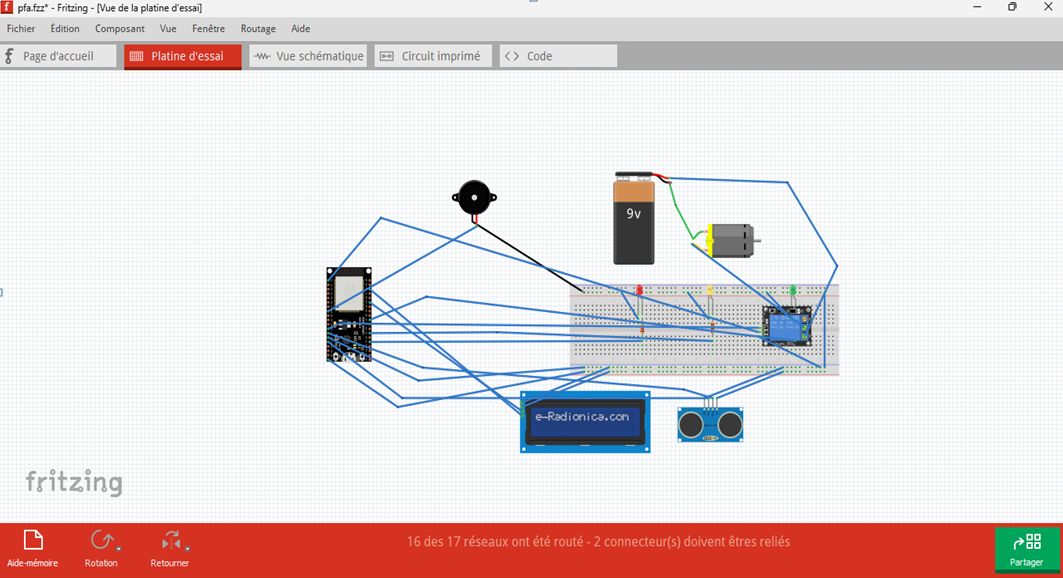 pfa.fzz* - Fritzing - [Vue de la platine d'essai]
Fichier Édition Composant Vue Fenêtre Routage Aide
Page d'accueil Platine d'essai Vue schématique Circuit imprimé Code
9v
e-Radionica.com
fritzing
16 des 17 réseaux ont été routé - 2 connecteur(s) doivent êtres reliés
Aide-mémoire Rotation Retourner Partager